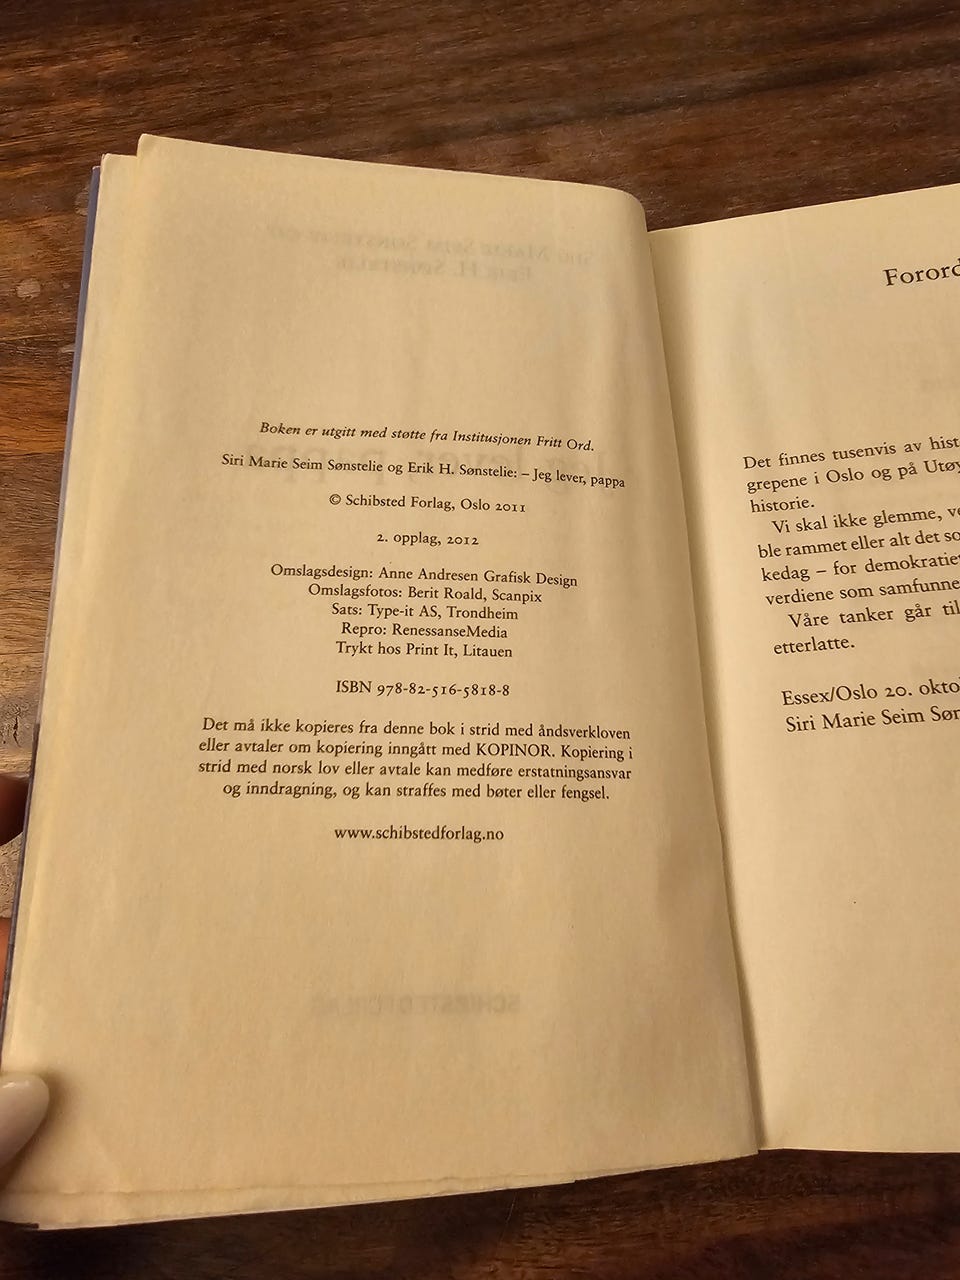 Boken er utgitt med støtte fra Institusjonen Fritt Ord.
Siri Marie Seim Sønstelie og Erik H. Sønstelie: – Jeg lever, pappa
© Schibsted Forlag, Oslo 2011
2. opplag, 2012
Omslagsdesign: Anne Andresen Grafisk Design
Omslagsfotos: Berit Roald, Scanpix
Sats: Type-it AS, Trondheim
Repro: RenessanseMedia
Trykt hos Print It, Litauen
ISBN 978-82-516-5818-8
Det må ikke kopieres fra denne bok i strid med åndsverkloven
eller avtaler om kopiering inngått med KOPINOR. Kopiering i
strid med norsk lov eller avtale kan medføre erstatningsansvar
og inndragning, og kan straffes med bøter eller fengsel.
www.schibstedforlag.no
Forord
Det finnes tusenvis av hist
grepene i Oslo og på Utøy
historie.
Vi skal ikke glemme, ve
ble rammet eller alt det so
kedag – for demokratiet
verdiene som samfunne
Våre tanker går til
etterlatte.
Essex/Oslo 20. okto
Siri Marie Seim Søn